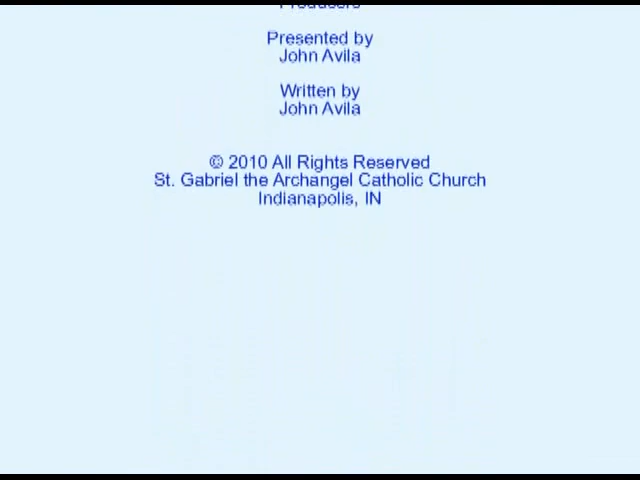 Producers
Presented by
John Avila
Written by
John Avila
© 2010 All Rights Reserved
St. Gabriel the Archangel Catholic Church
Indianapolis, IN